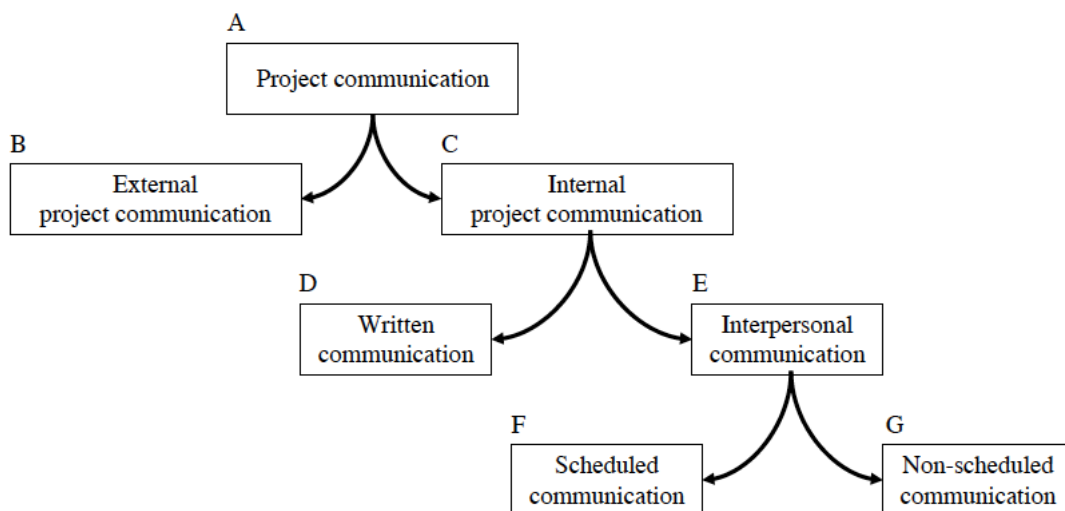 A
Project communication
B
External
project communication
C
Internal
project communication
D
Written
communication
E
Interpersonal
communication
F
Scheduled
communication
G
Non-scheduled
communication